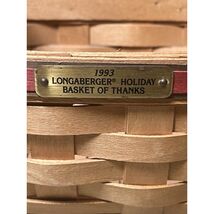 1993
LONGABERGER® HOLIDAY
BASKET OF THANKS